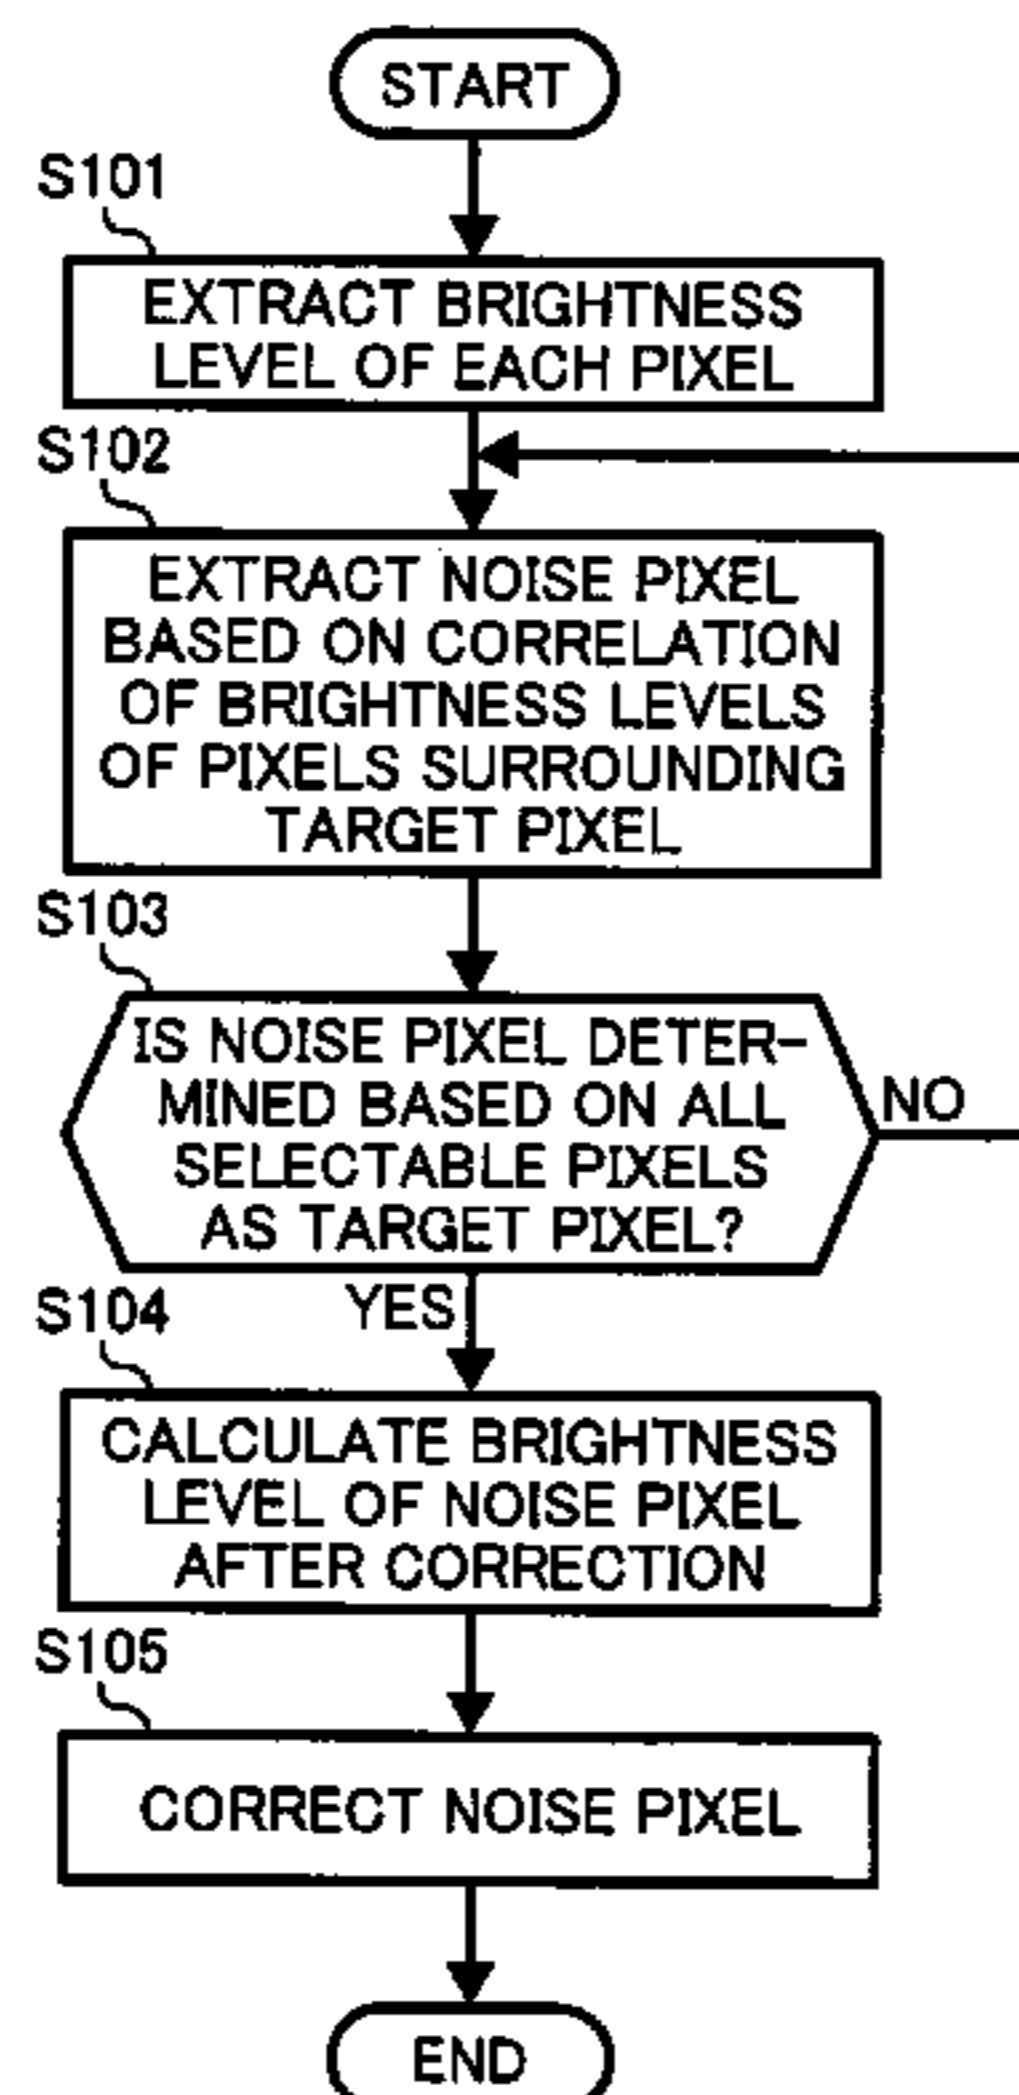 START
S101
EXTRACT BRIGHTNESS
LEVEL OF EACH PIXEL
S102
EXTRACT NOISE PIXEL
BASED ON CORRELATION
OF BRIGHTNESS LEVELS
OF PIXELS SURROUNDING
TARGET PIXEL
S103
IS NOISE PIXEL DETER-
MINED BASED ON ALL
SELECTABLE PIXELS
AS TARGET PIXEL?
NO
YES
S104
CALCULATE BRIGHTNESS
LEVEL OF NOISE PIXEL
AFTER CORRECTION
S105
CORRECT NOISE PIXEL
END